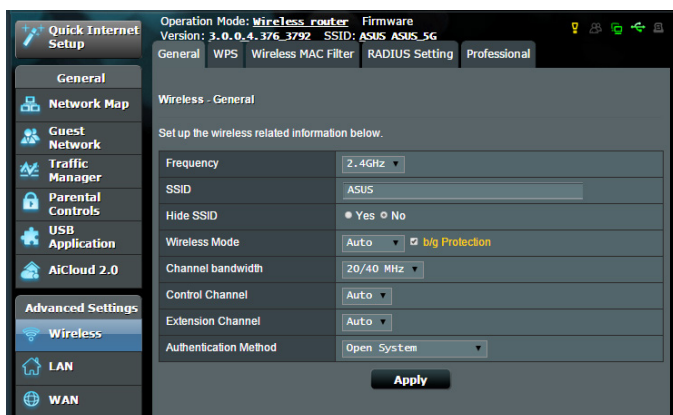 Quick Internet
Setup
General
Network Map
Guest
Network
Traffic
Manager
Parental
Controls
USB
Application
AiCloud 2.0
Advanced Settings
Wireless
LAN
WAN
Operation Mode: Wireless router Firmware
Version: 3.0.0.4.376_3792 SSID: ASUS ASUS_5G
General WPS Wireless MAC Filter RADIUS Setting Professional
Wireless - General
Set up the wireless related information below.
Frequency 2.4GHz
SSID ASUS
Hide SSID Yes No
Wireless Mode Auto b/g Protection
Channel bandwidth 20/40 MHz
Control Channel Auto
Extension Channel Auto
Authentication Method Open System
Apply